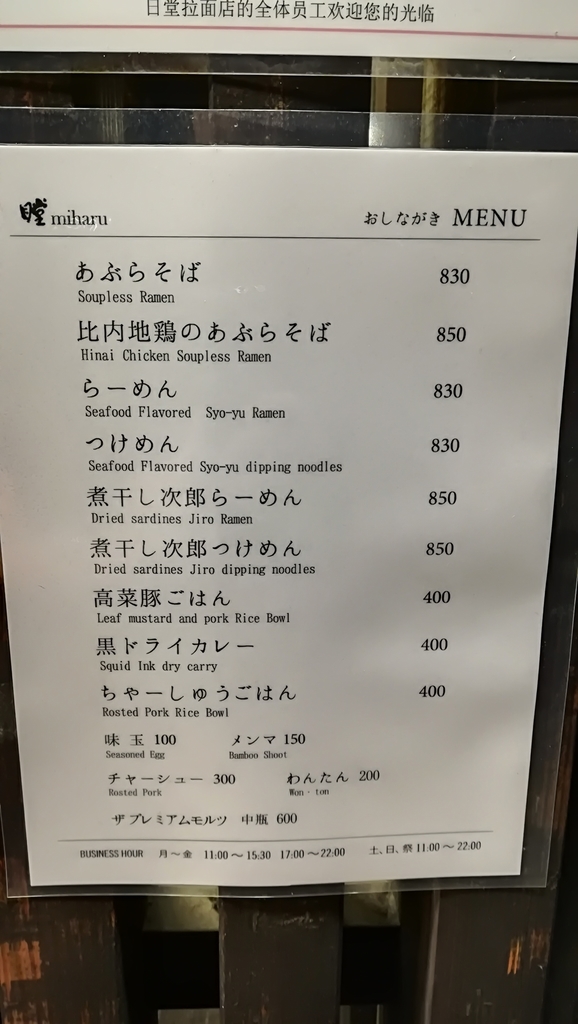 日堂拉面店的全体员工欢迎您的光临
瞠 miharu おしながき MENU
あぶらそば 830
Soupless Ramen
比内地鶏のあぶらそば 850
Hinai Chicken Soupless Ramen
らーめん 830
Seafood Flavored Syo-yu Ramen
つけめん 830
Seafood Flavored Syo-yu dipping noodles
煮干し次郎らーめん 850
Dried sardines Jiro Ramen
煮干し次郎つけめん 850
Dried sardines Jiro dipping noodles
高菜豚ごはん 400
Leaf mustard and pork Rice Bowl
黒ドライカレー 400
Squid Ink dry carry
ちゃーしゅうごはん 400
Rosted Pork Rice Bowl
味玉 100 メンマ 150
Seasoned Egg Bamboo Shoot
チャーシュー 300 わんたん 200
Rosted Pork Won - ton
ザ プレミアムモルツ 中瓶 600
BUSINESS HOUR 月～金 11:00～15:30 17:00～22:00 土、日、祭 11:00～22:00